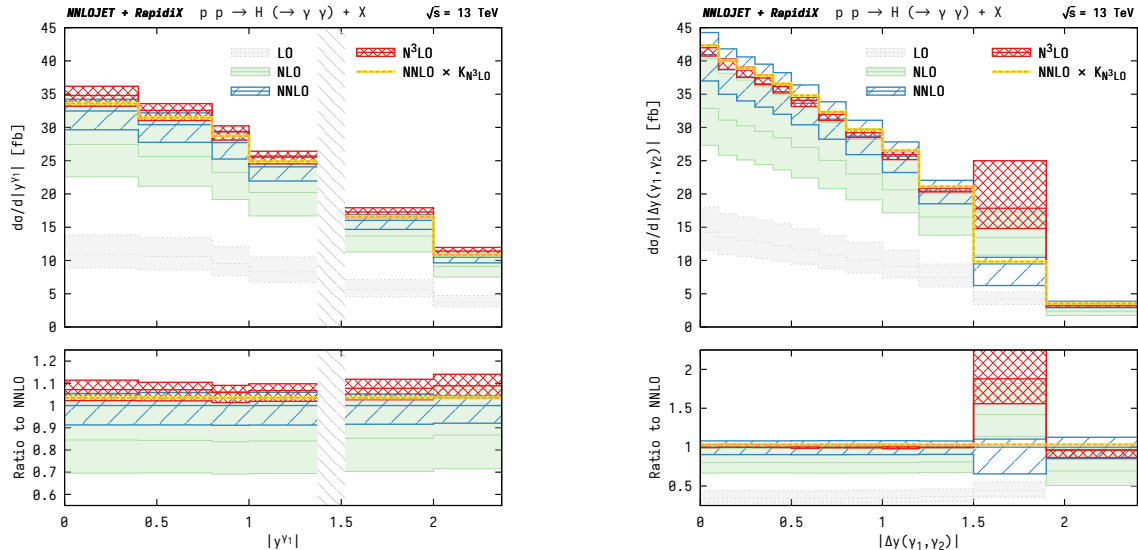 NNLOJET + RapidiX p p → H (→ γ γ) + X √s = 13 TeV
45
40
35
30
25
20
15
10
5
0
dσ/d|y^γ1| [fb]
LO
NLO
NNLO
N³LO
NNLO × K_N³LO
1.2
1.1
1
0.9
0.8
0.7
0.6
Ratio to NNLO
0 0.5 1 1.5 2
|y^γ1|
NNLOJET + RapidiX p p → H (→ γ γ) + X √s = 13 TeV
45
40
35
30
25
20
15
10
5
0
dσ/d|Δy(γ₁,γ₂)| [fb]
LO
NLO
NNLO
N³LO
NNLO × K_N³LO
2
1.5
1
0.5
Ratio to NNLO
0 0.5 1 1.5 2
|Δy(γ₁,γ₂)|